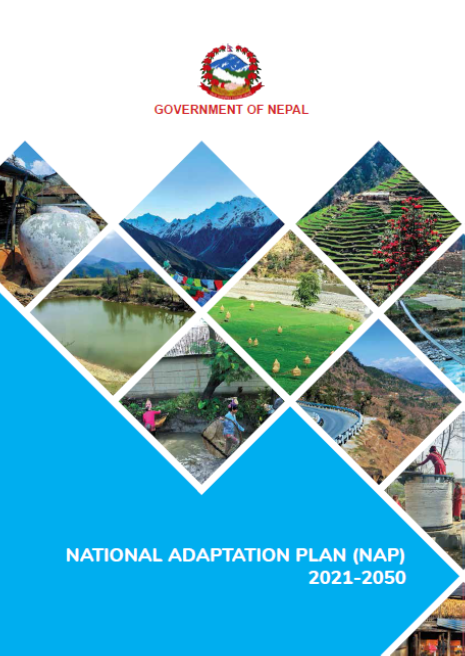 GOVERNMENT OF NEPAL
NATIONAL ADAPTATION PLAN (NAP)
2021-2050